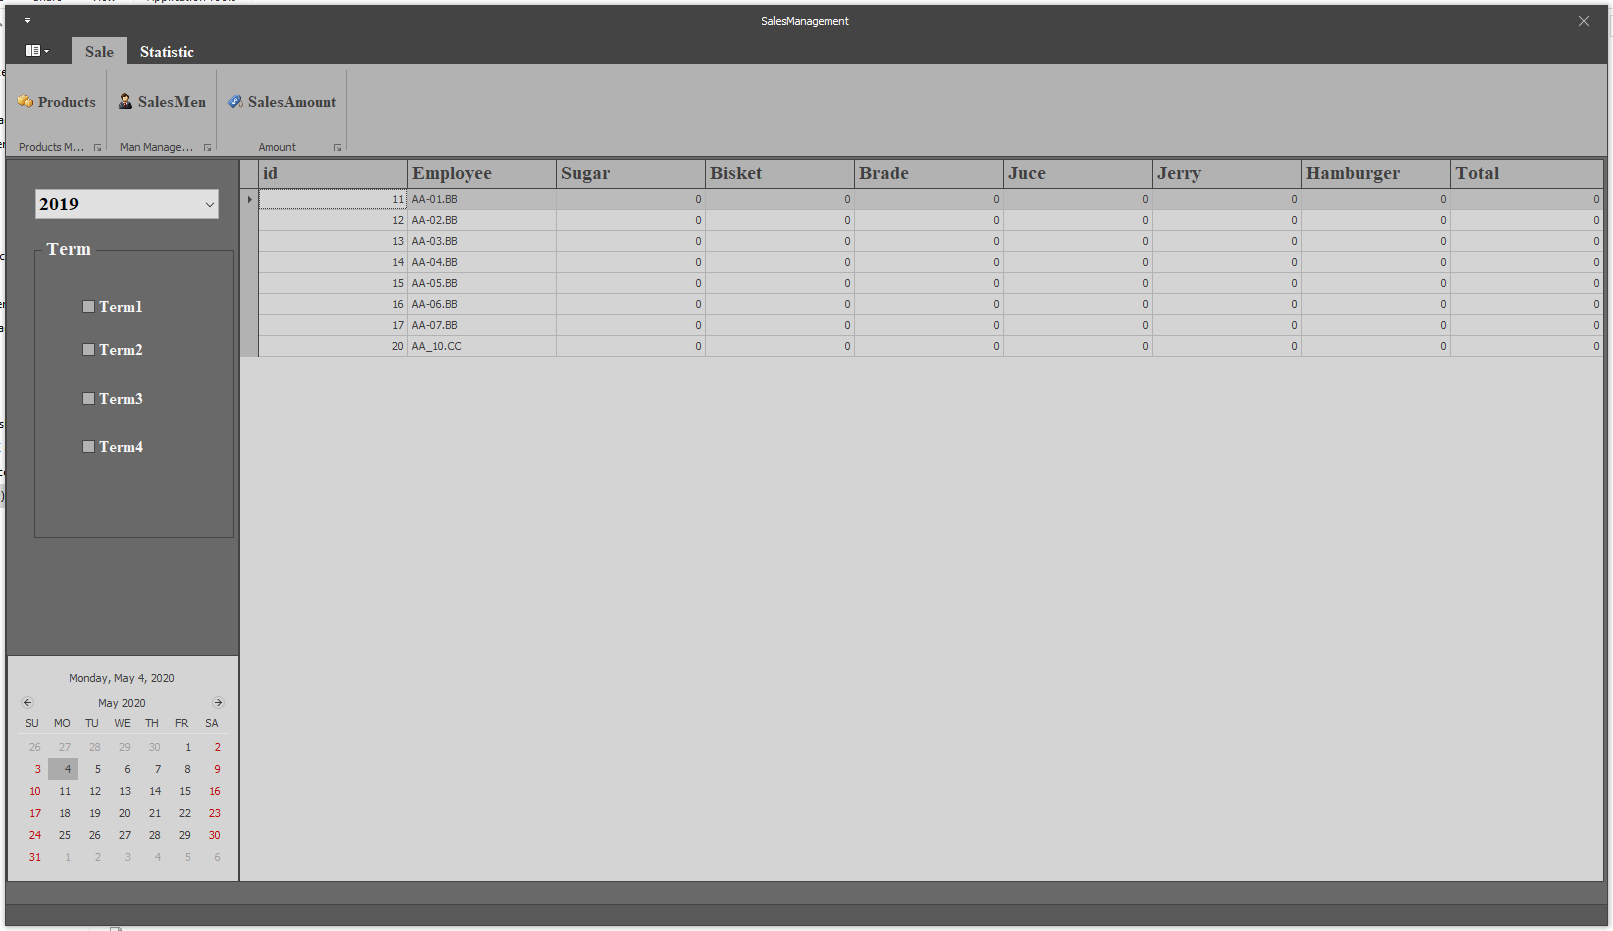 SalesManagement
Sale Statistic
Products SalesMen SalesAmount
Products M... Man Manage... Amount
id Employee Sugar Bisket Brade Juce Jerry Hamburger Total
11 AA-01.BB 0 0 0 0 0 0 0
12 AA-02.BB 0 0 0 0 0 0 0
13 AA-03.BB 0 0 0 0 0 0 0
14 AA-04.BB 0 0 0 0 0 0 0
15 AA-05.BB 0 0 0 0 0 0 0
16 AA-06.BB 0 0 0 0 0 0 0
17 AA-07.BB 0 0 0 0 0 0 0
20 AA_10.CC 0 0 0 0 0 0 0
2019
Term
Term1
Term2
Term3
Term4
Monday, May 4, 2020
May 2020
SU MO TU WE TH FR SA
26 27 28 29 30 1 2
3 4 5 6 7 8 9
10 11 12 13 14 15 16
17 18 19 20 21 22 23
24 25 26 27 28 29 30
31 1 2 3 4 5 6